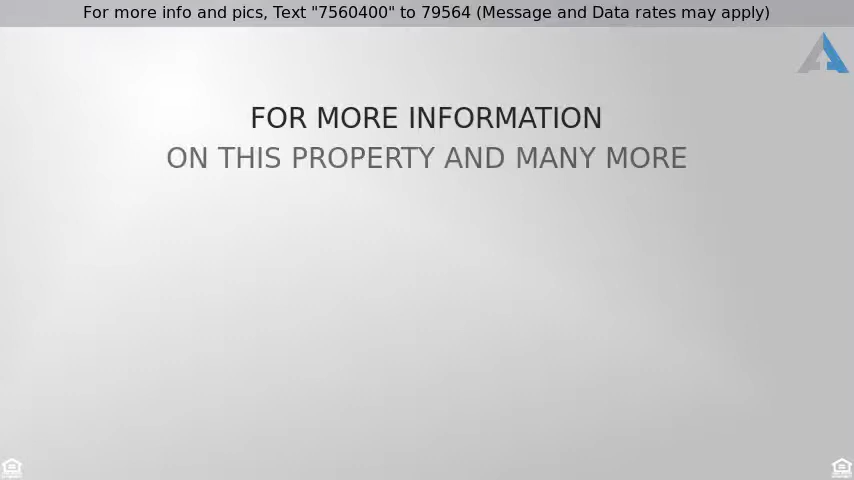 For more info and pics, Text "7560400" to 79564 (Message and Data rates may apply)
FOR MORE INFORMATION
ON THIS PROPERTY AND MANY MORE